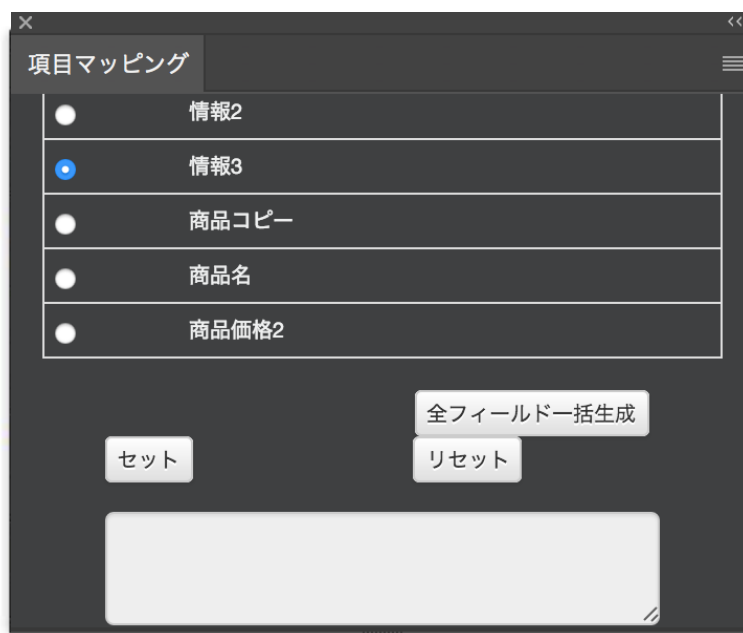 項目マッピング
情報2
情報3
商品コピー
商品名
商品価格2
全フィールド一括生成
セット
リセット